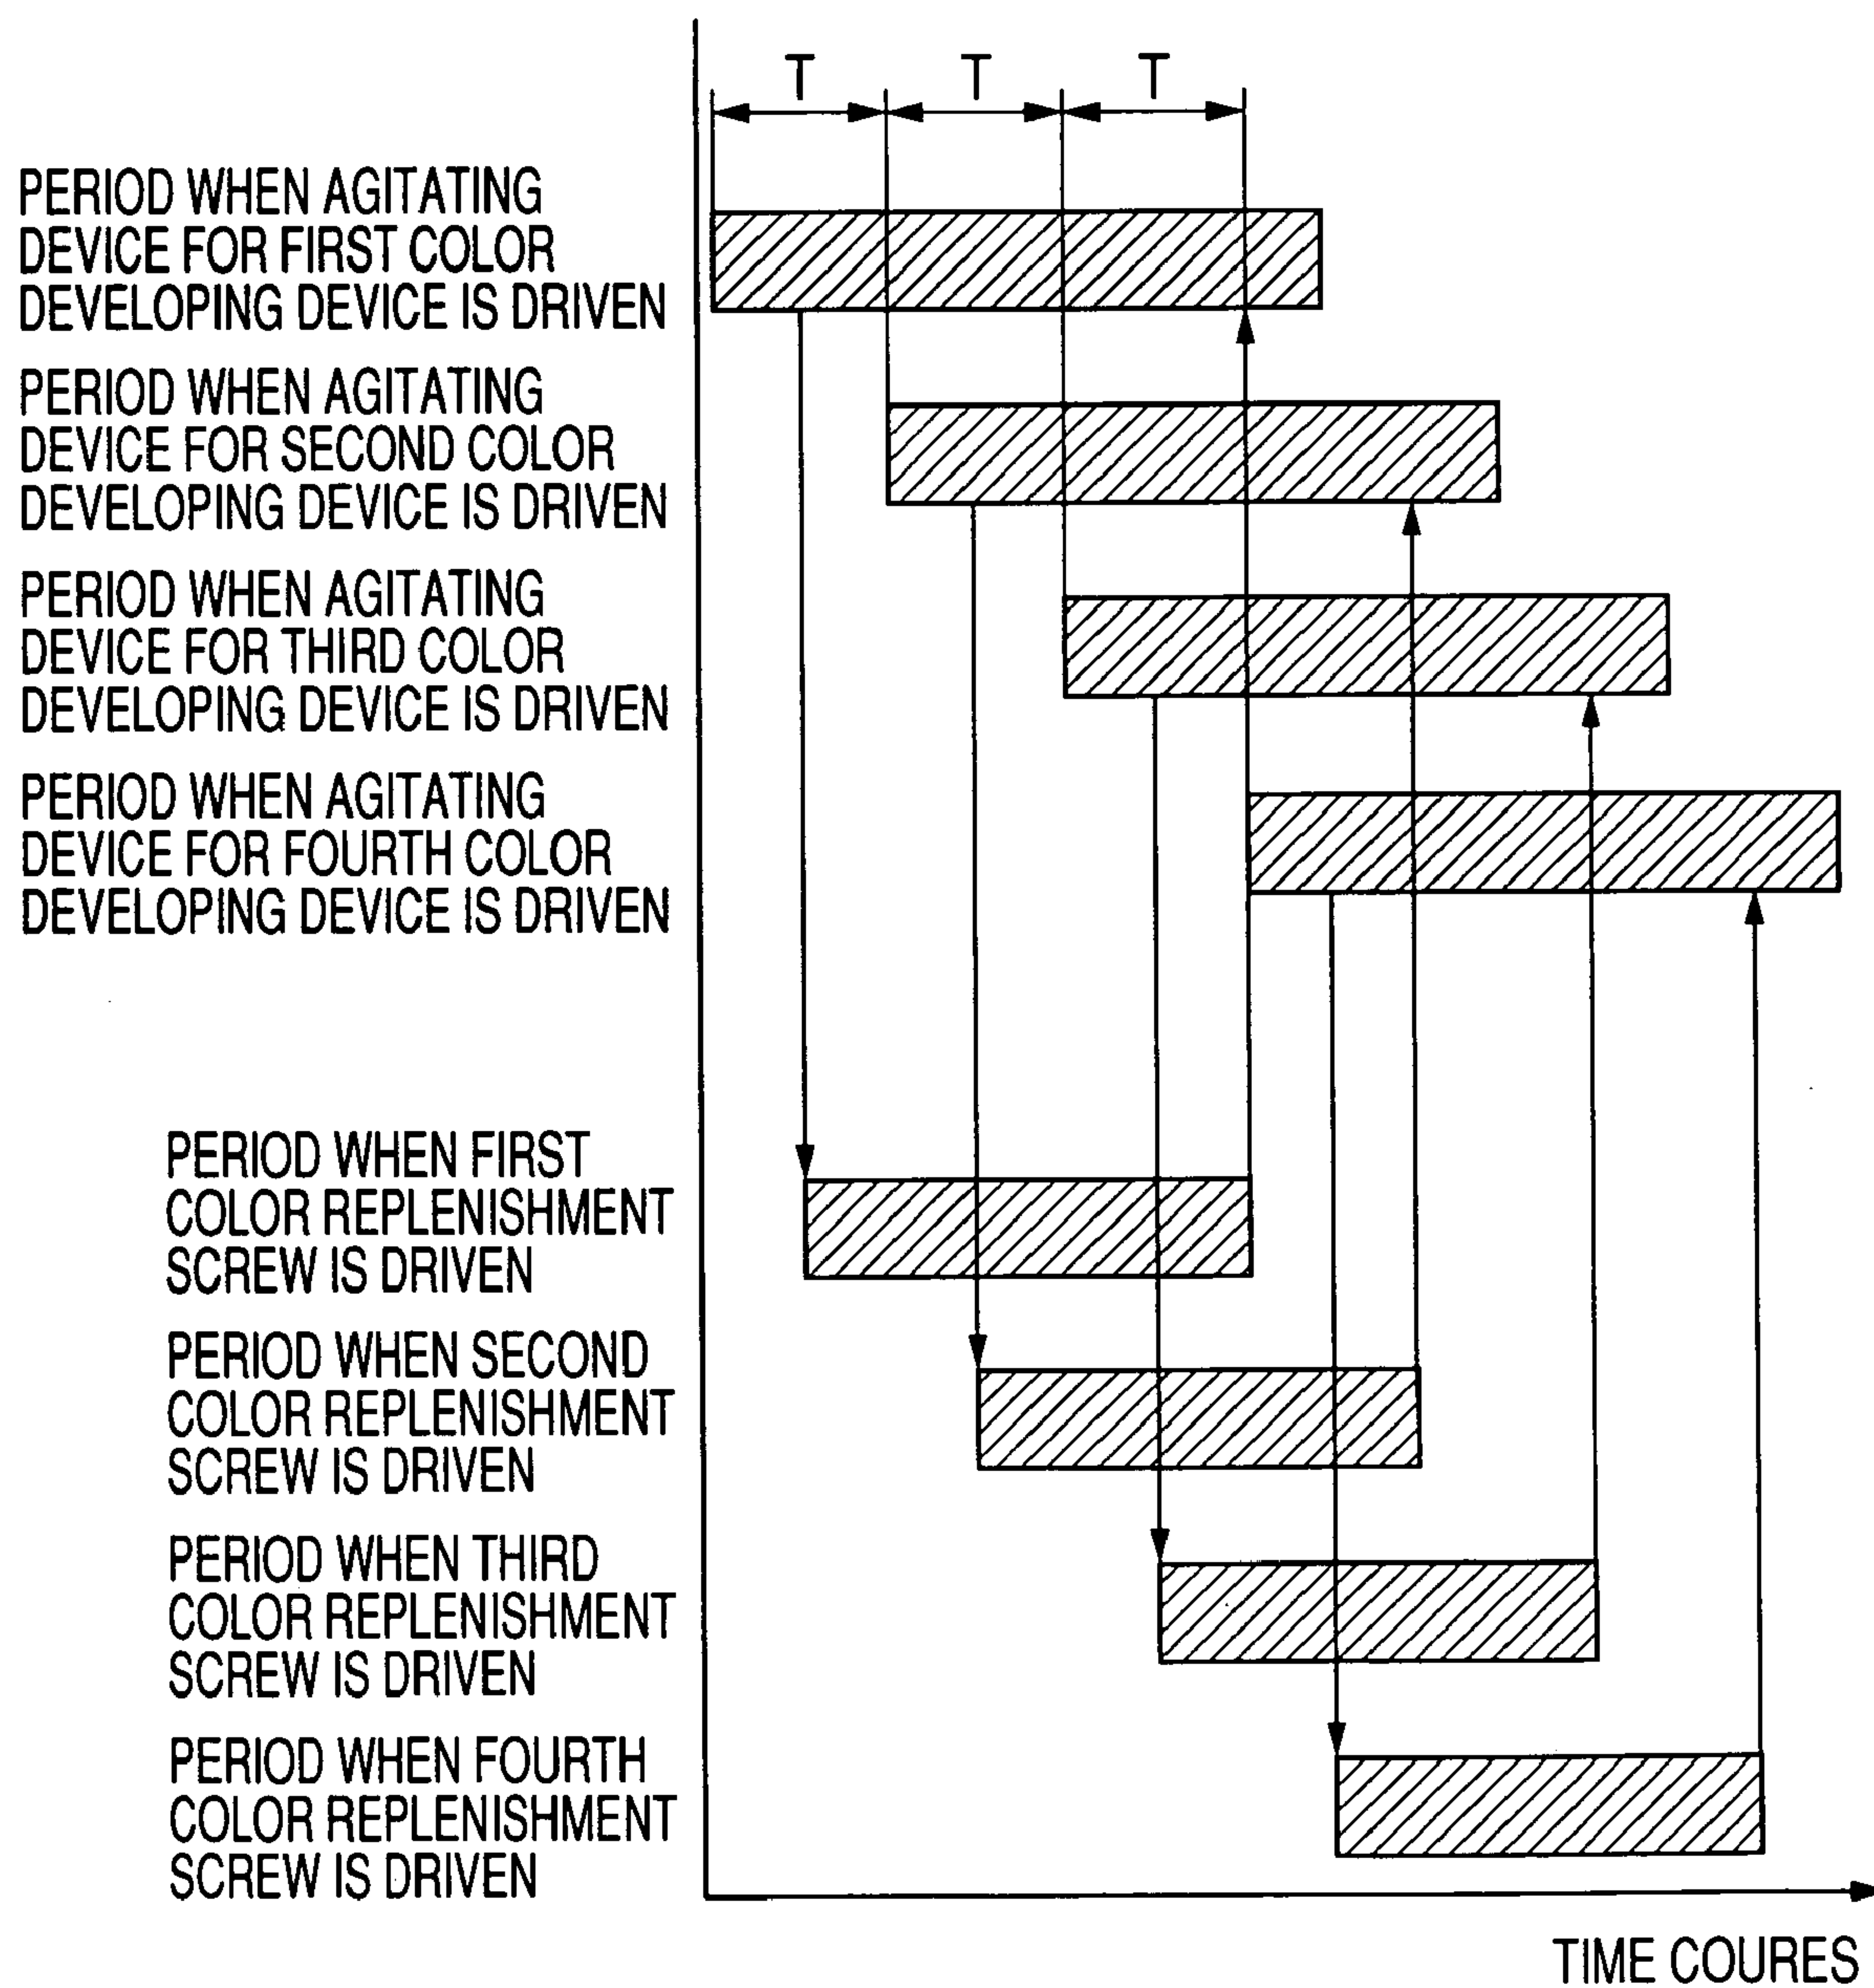 T T T
PERIOD WHEN AGITATING
DEVICE FOR FIRST COLOR
DEVELOPING DEVICE IS DRIVEN
PERIOD WHEN AGITATING
DEVICE FOR SECOND COLOR
DEVELOPING DEVICE IS DRIVEN
PERIOD WHEN AGITATING
DEVICE FOR THIRD COLOR
DEVELOPING DEVICE IS DRIVEN
PERIOD WHEN AGITATING
DEVICE FOR FOURTH COLOR
DEVELOPING DEVICE IS DRIVEN
PERIOD WHEN FIRST
COLOR REPLENISHMENT
SCREW IS DRIVEN
PERIOD WHEN SECOND
COLOR REPLENISHMENT
SCREW IS DRIVEN
PERIOD WHEN THIRD
COLOR REPLENISHMENT
SCREW IS DRIVEN
PERIOD WHEN FOURTH
COLOR REPLENISHMENT
SCREW IS DRIVEN
TIME COURES